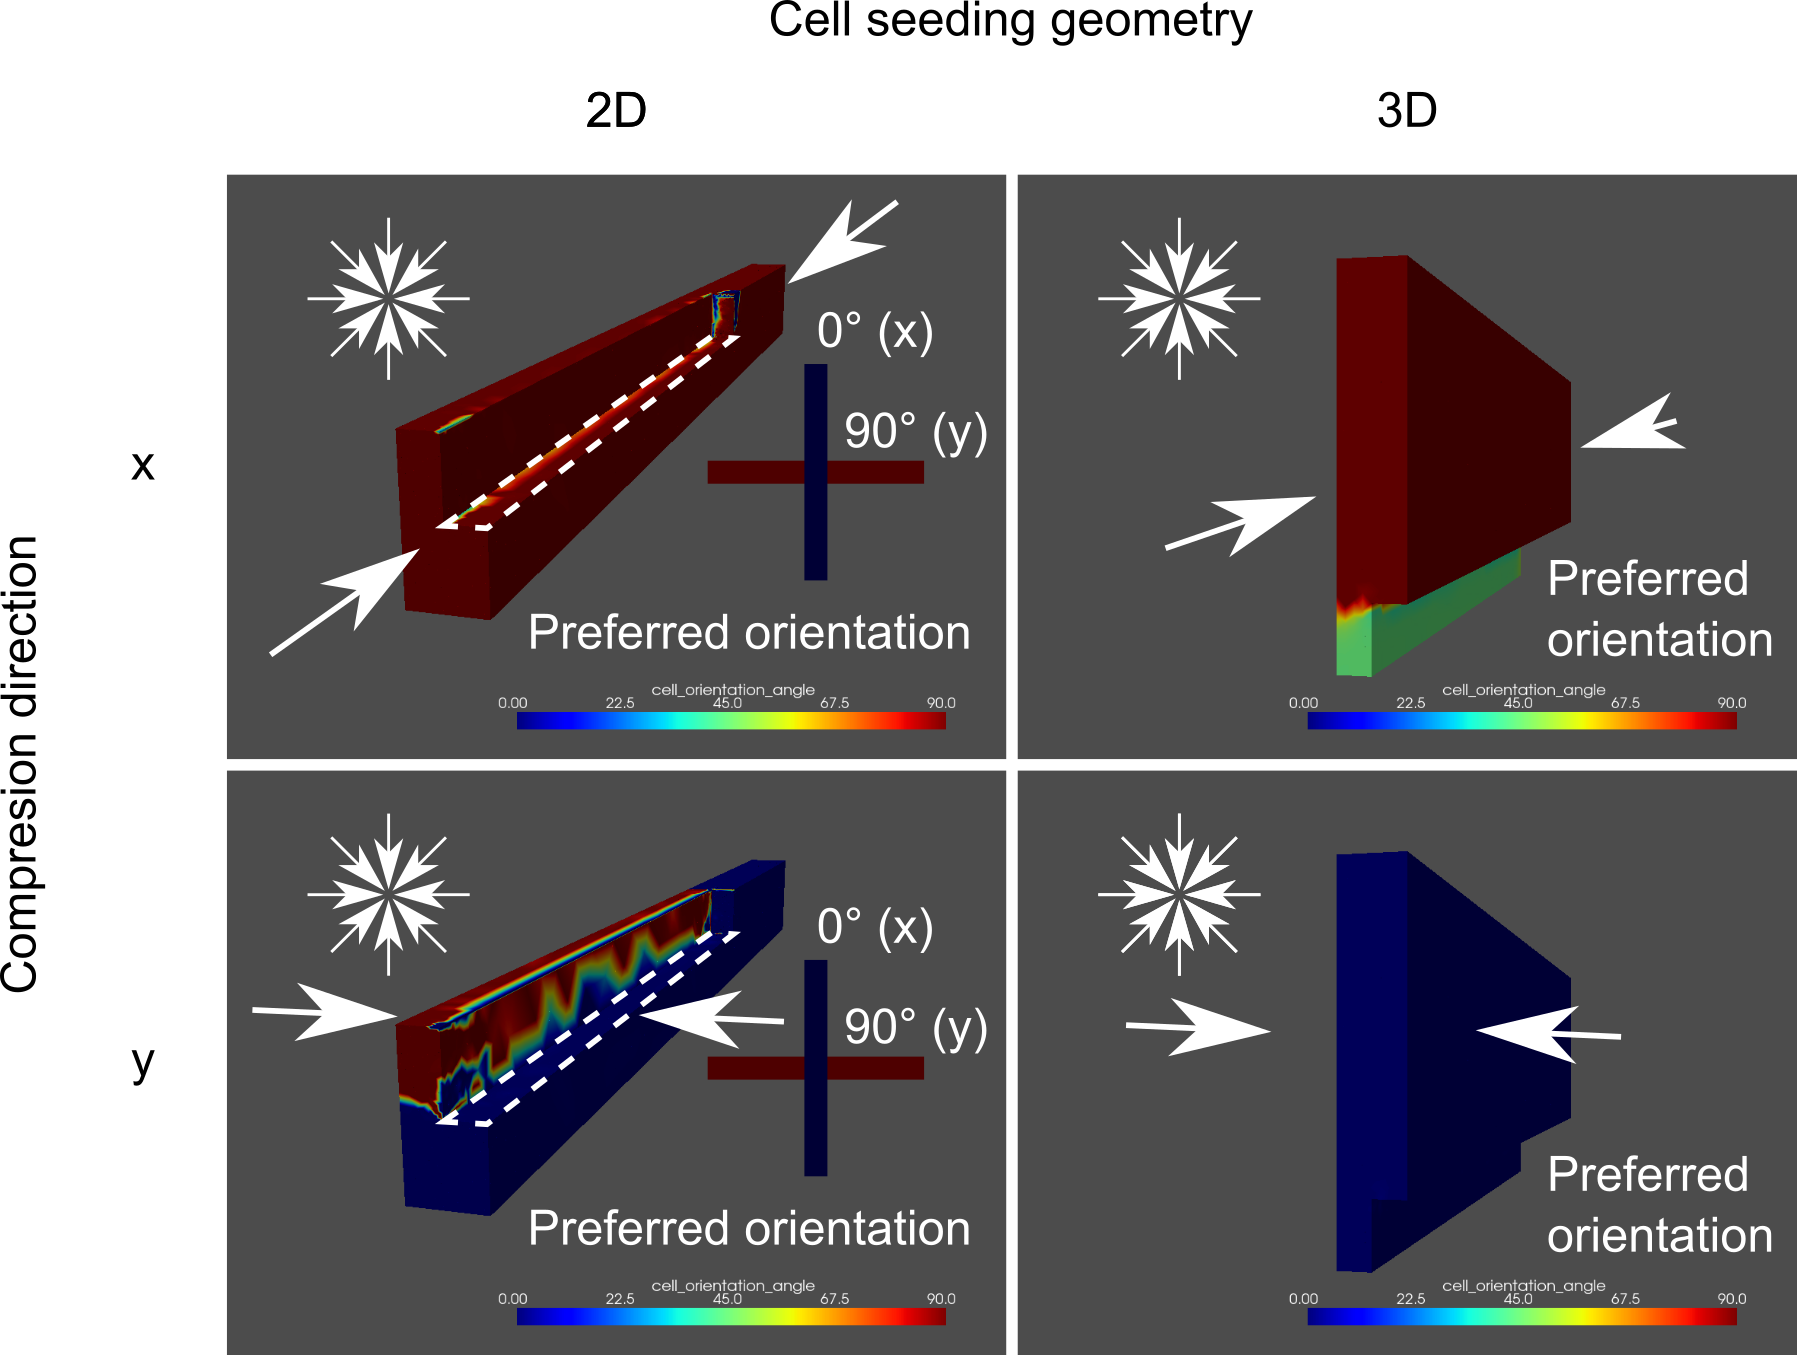 Cell seeding geometry
2D
3D
Compression direction
x
0° (x)
90° (y)
Preferred orientation
cell_orientation_angle
0.00 22.5 45.0 67.5 90.0
Preferred
orientation
cell_orientation_angle
0.00 22.5 45.0 67.5 90.0
y
0° (x)
90° (y)
Preferred orientation
cell_orientation_angle
0.00 22.5 45.0 67.5 90.0
Preferred
orientation
cell_orientation_angle
0.00 22.5 45.0 67.5 90.0